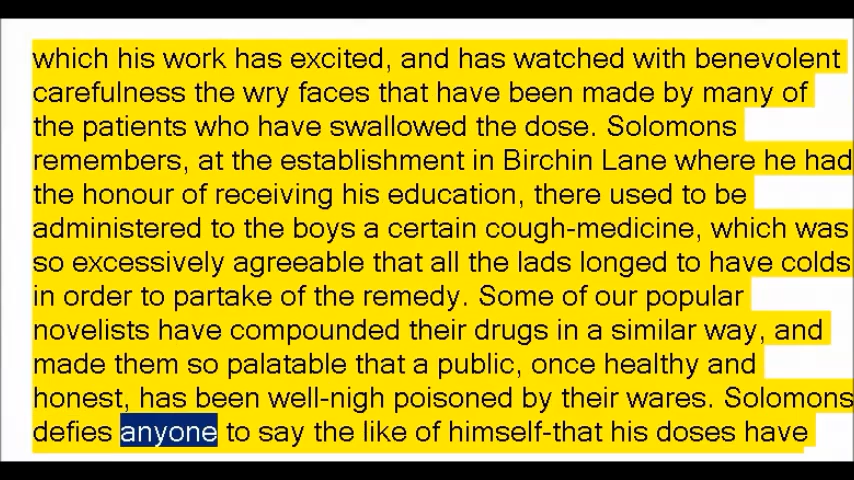 which his work has excited, and has watched with benevolent
carefulness the wry faces that have been made by many of
the patients who have swallowed the dose. Solomons
remembers, at the establishment in Birchin Lane where he had
the honour of receiving his education, there used to be
administered to the boys a certain cough-medicine, which was
so excessively agreeable that all the lads longed to have colds
in order to partake of the remedy. Some of our popular
novelists have compounded their drugs in a similar way, and
made them so palatable that a public, once healthy and
honest, has been well-nigh poisoned by their wares. Solomons
defies anyone to say the like of himself-that his doses have